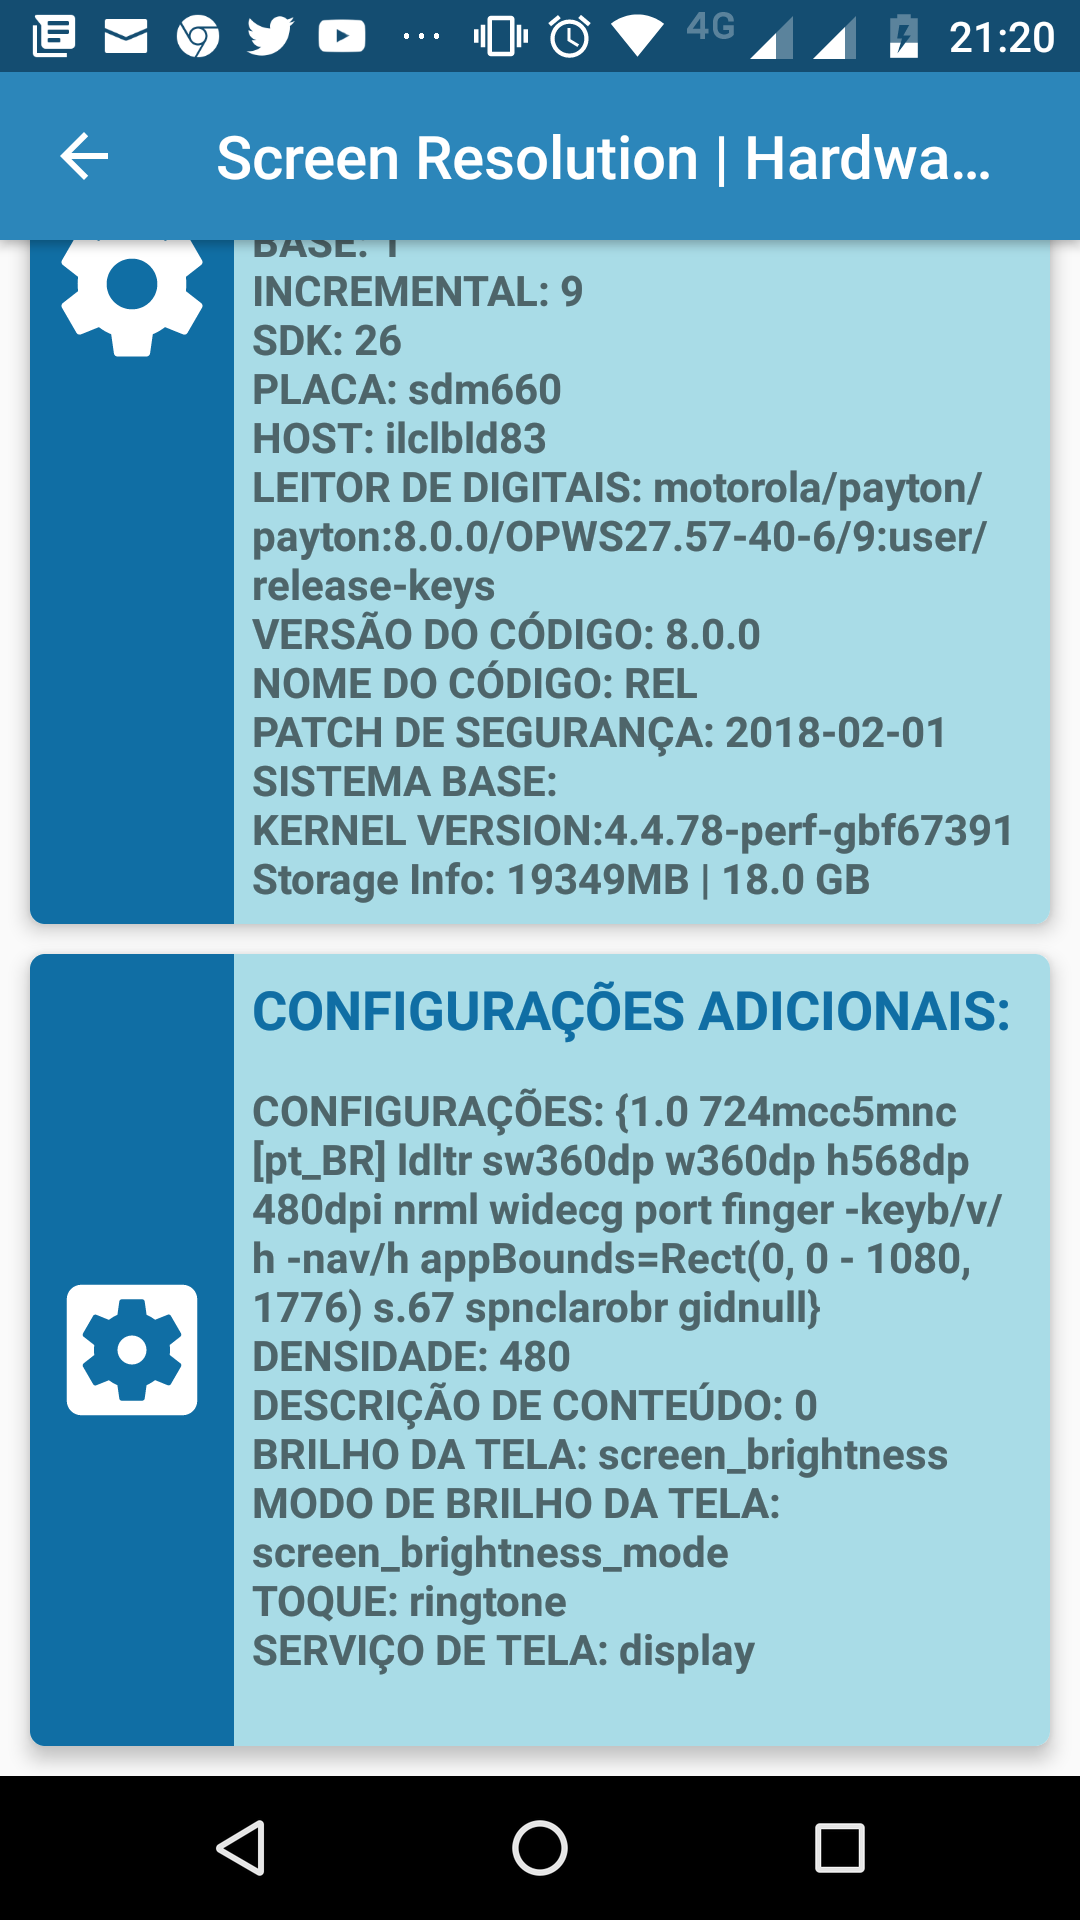 4G 21:20
Screen Resolution | Hardwa...
BASE: 1
INCREMENTAL: 9
SDK: 26
PLACA: sdm660
HOST: ilclbld83
LEITOR DE DIGITAIS: motorola/payton/
payton:8.0.0/OPWS27.57-40-6/9:user/
release-keys
VERSÃO DO CÓDIGO: 8.0.0
NOME DO CÓDIGO: REL
PATCH DE SEGURANÇA: 2018-02-01
SISTEMA BASE:
KERNEL VERSION:4.4.78-perf-gbf67391
Storage Info: 19349MB | 18.0 GB
CONFIGURAÇÕES ADICIONAIS:
CONFIGURAÇÕES: {1.0 724mcc5mnc
[pt_BR] ldltr sw360dp w360dp h568dp
480dpi nrml widecg port finger -keyb/v/
h -nav/h appBounds=Rect(0, 0 - 1080,
1776) s.67 spnclarobr gidnull}
DENSIDADE: 480
DESCRIÇÃO DE CONTEÚDO: 0
BRILHO DA TELA: screen_brightness
MODO DE BRILHO DA TELA:
screen_brightness_mode
TOQUE: ringtone
SERVIÇO DE TELA: display